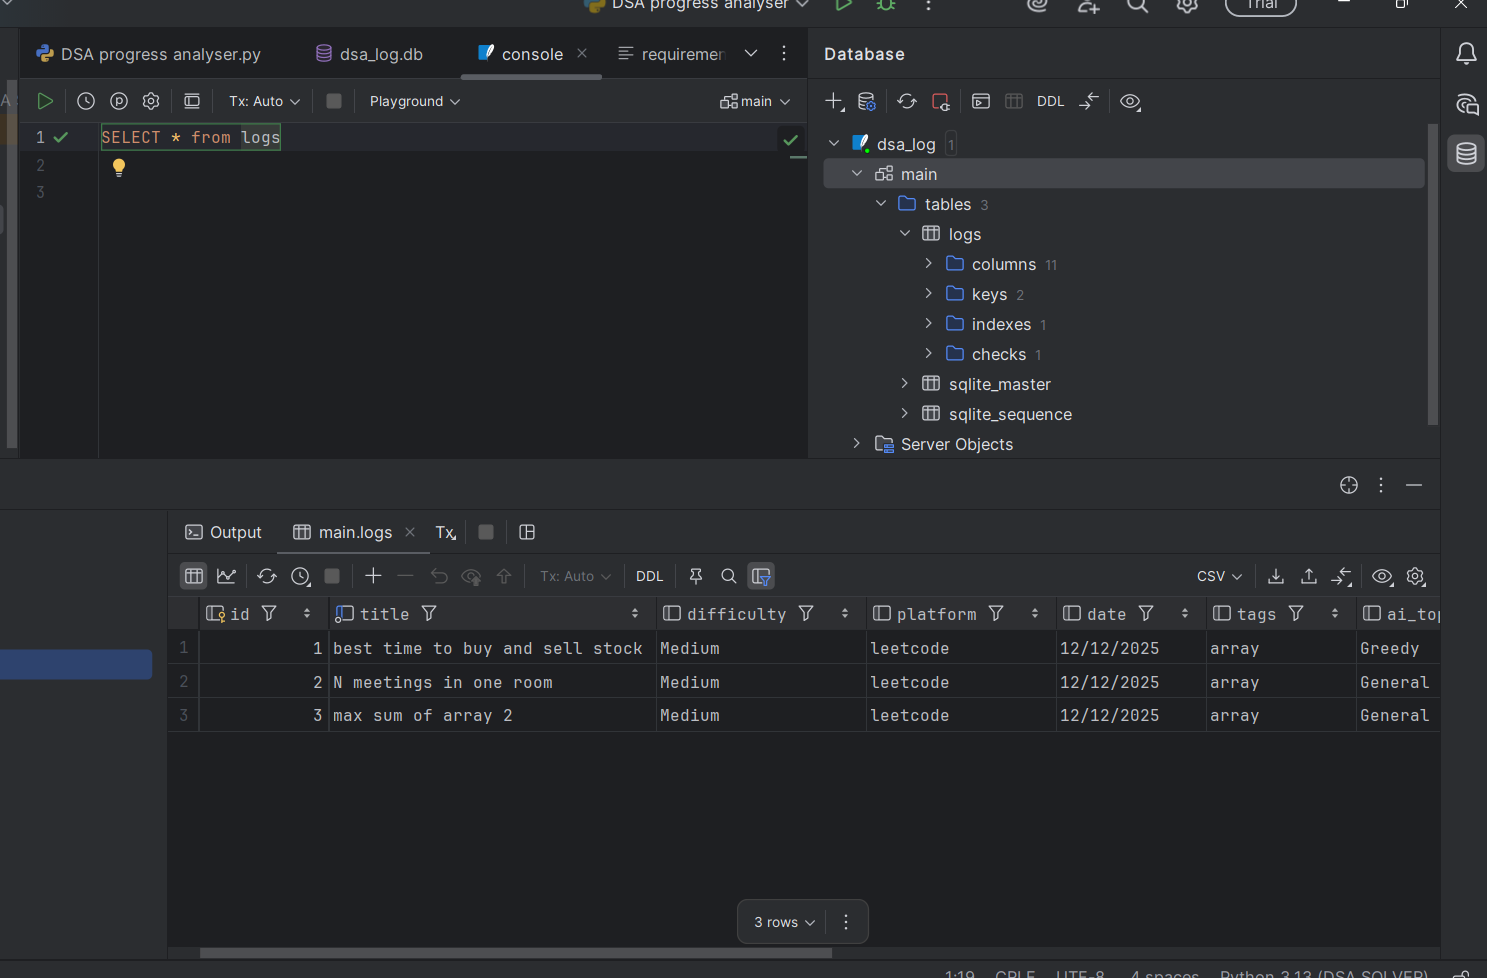 DSA progress analyser
Trial
DSA progress analyser.py
dsa_log.db
console
requiremen
Database
Tx: Auto
Playground
main
DDL
1
SELECT * from logs
2
3
dsa_log 1
main
tables 3
logs
columns 11
keys 2
indexes 1
checks 1
sqlite_master
sqlite_sequence
Server Objects
Output
main.logs
Tx
Tx: Auto
DDL
CSV
id title difficulty platform date tags ai_top
1 1 best time to buy and sell stock Medium leetcode 12/12/2025 array Greedy
2 2 N meetings in one room Medium leetcode 12/12/2025 array General
3 3 max sum of array 2 Medium leetcode 12/12/2025 array General
3 rows
1:19 CRLF UTF-8 4 spaces Python 3.13 (DSA SOLVER)